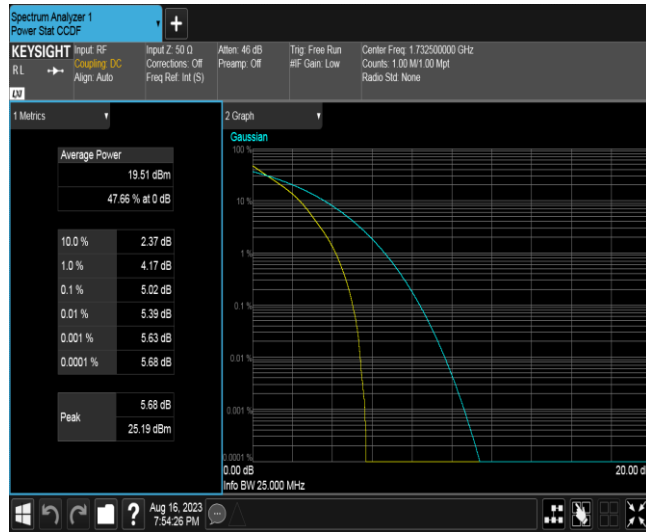 Spectrum Analyzer 1
Power Stat CCDF
+
KEYSIGHT
RL
LXI
Input: RF
Coupling: DC
Align: Auto
Input Z: 50 Ω
Corrections: Off
Freq Ref: Int (S)
Atten: 46 dB
Preamp: Off
Trig: Free Run
#IF Gain: Low
Center Freq: 1.732500000 GHz
Counts: 1.00 M/1.00 Mpt
Radio Std: None
1 Metrics
Average Power
19.51 dBm
47.66 % at 0 dB
10.0 % 2.37 dB
1.0 % 4.17 dB
0.1 % 5.02 dB
0.01 % 5.39 dB
0.001 % 5.63 dB
0.0001 % 5.68 dB
Peak
5.68 dB
25.19 dBm
2 Graph
Gaussian
100 %
10 %
1 %
0.1 %
0.01 %
0.001 %
0.0001 %
0.00 dB
20.00 d
Info BW 25.000 MHz
?
Aug 16, 2023
7:54:26 PM